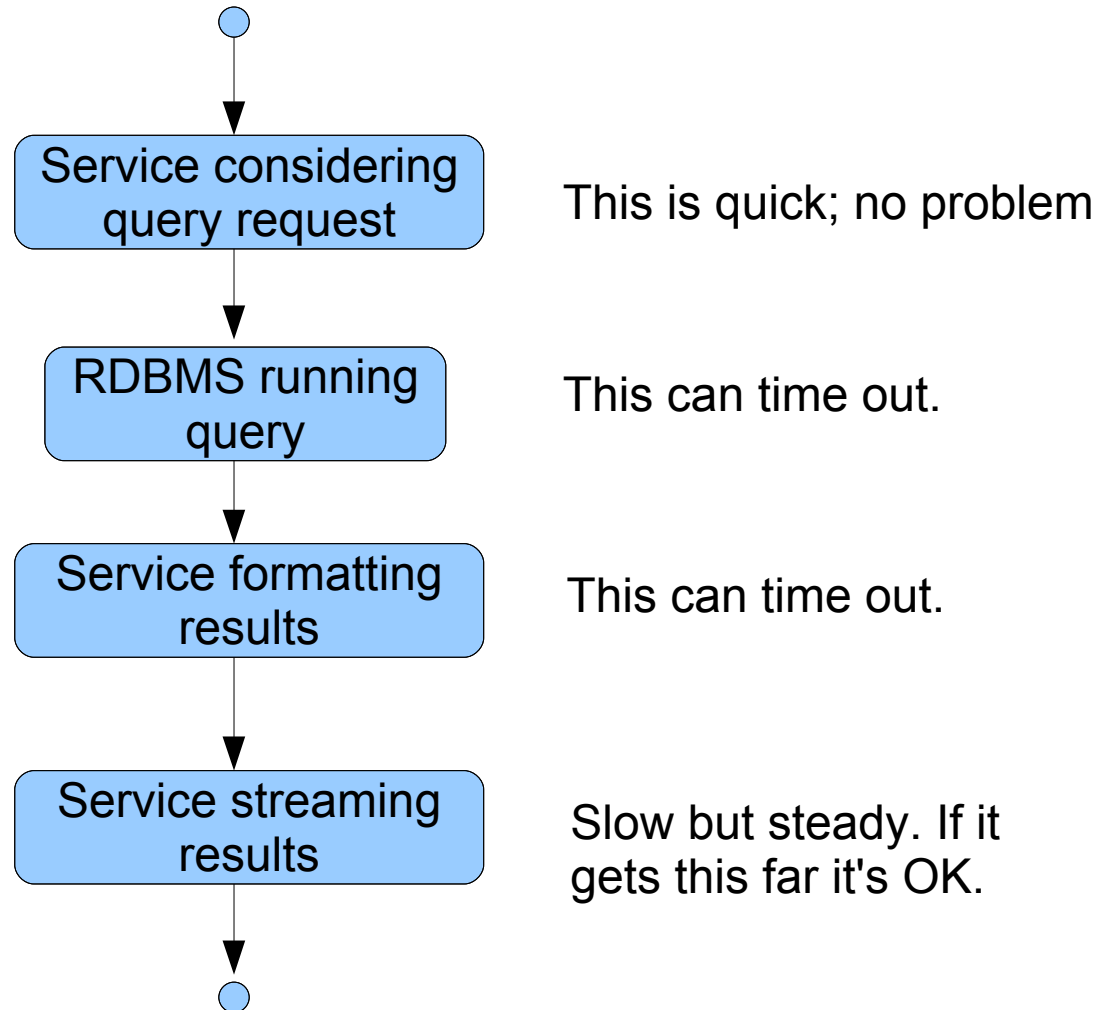 Service considering
query request
This is quick; no problem
RDBMS running
query
This can time out.
Service formatting
results
This can time out.
Service streaming
results
Slow but steady. If it
gets this far it's OK.